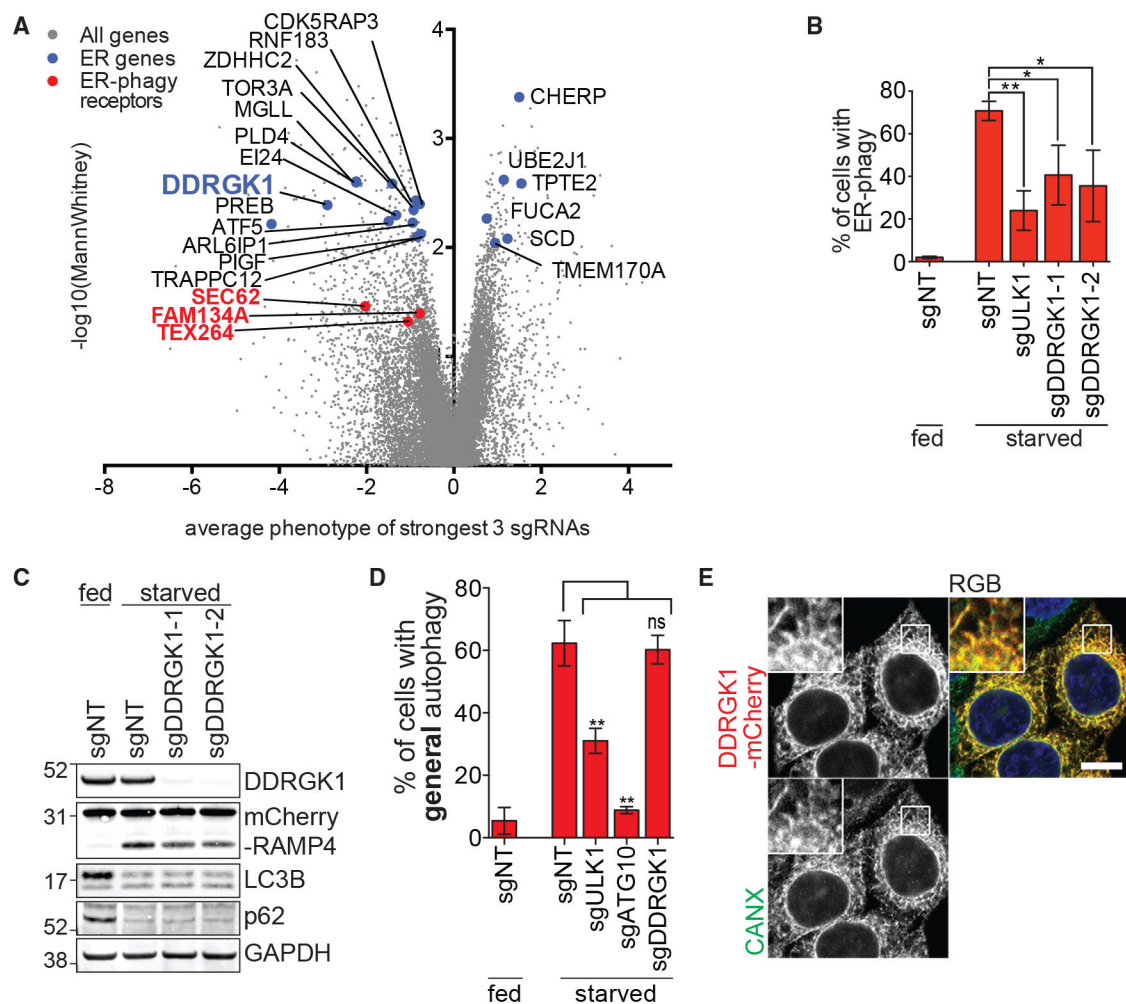 A
All genes
ER genes
ER-phagy
receptors
CDK5RAP3
RNF183
ZDHHC2
TOR3A
MGLL
PLD4
EI24
DDRGK1
PREB
ATF5
ARL6IP1
PIGF
TRAPPC12
SEC62
FAM134A
TEX264
CHERP
UBE2J1
TPTE2
FUCA2
SCD
TMEM170A
4
3
2
-log10(MannWhitney)
-8
-6
-4
-2
0
2
4
average phenotype of strongest 3 sgRNAs
B
% of cells with
ER-phagy
80
60
40
20
0
*
*
**
sgNT
sgNT
sgULK1
sgDDRGK1-1
sgDDRGK1-2
fed
starved
C
fed
starved
sgNT
sgNT
sgDDRGK1-1
sgDDRGK1-2
52
DDRGK1
31
mCherry
-RAMP4
17
LC3B
52
p62
38
GAPDH
D
% of cells with
general autophagy
80
60
40
20
0
**
**
ns
sgNT
sgNT
sgULK1
sgATG10
sgDDRGK1
fed
starved
E
RGB
DDRGK1
-mCherry
CANX